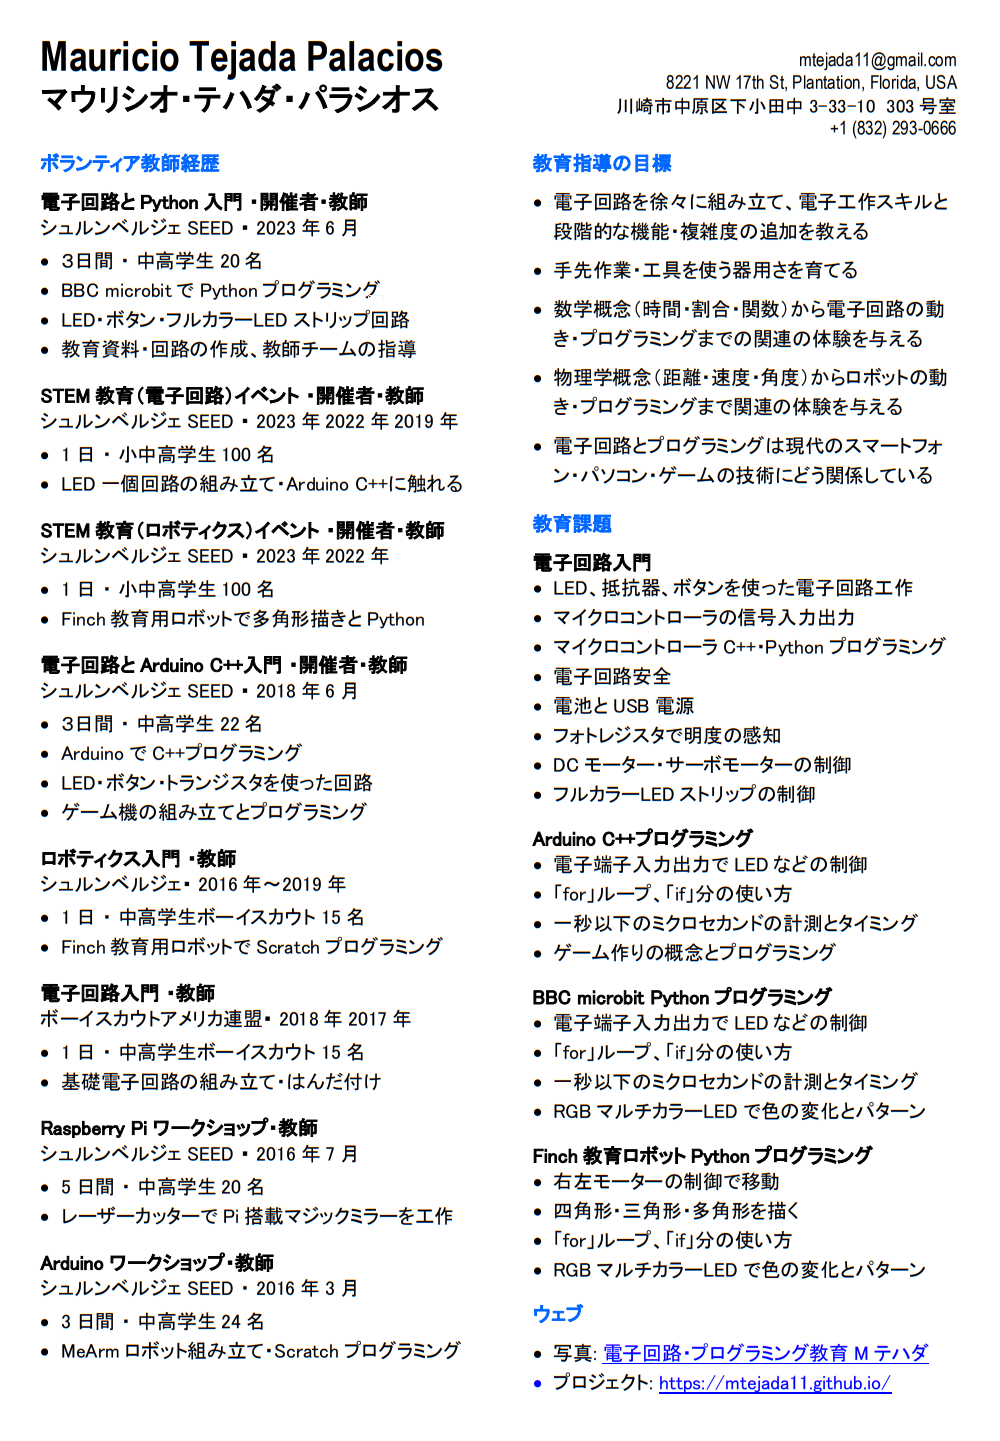 Mauricio Tejada Palacios
マウリシオ・テハダ・パラシオス
mtejada11@gmail.com
8221 NW 17th St, Plantation, Florida, USA
川崎市中原区下小田中 3-33-10 303 号室
+1 (832) 293-0666
ボランティア教師経歴
電子回路と Python 入門 ・開催者・教師
シュルンベルジェ SEED ・ 2023 年 6 月
• 3日間 ・ 中高学生 20 名
• BBC microbit で Python プログラミング
• LED・ボタン・フルカラーLED ストリップ回路
• 教育資料・回路の作成、教師チームの指導
STEM 教育（電子回路）イベント ・開催者・教師
シュルンベルジェ SEED ・ 2023 年 2022 年 2019 年
• 1 日 ・ 小中高学生 100 名
• LED 一個回路の組み立て・Arduino C++に触れる
STEM 教育（ロボティクス）イベント ・開催者・教師
シュルンベルジェ SEED ・ 2023 年 2022 年
• 1 日 ・ 小中高学生 100 名
• Finch 教育用ロボットで多角形描きと Python
電子回路と Arduino C++入門 ・開催者・教師
シュルンベルジェ SEED ・ 2018 年 6 月
• 3日間 ・ 中高学生 22 名
• Arduino で C++プログラミング
• LED・ボタン・トランジスタを使った回路
• ゲーム機の組み立てとプログラミング
ロボティクス入門 ・教師
シュルンベルジェ・ 2016 年～2019 年
• 1 日 ・ 中高学生ボーイスカウト 15 名
• Finch 教育用ロボットで Scratch プログラミング
電子回路入門 ・教師
ボーイスカウトアメリカ連盟・ 2018 年 2017 年
• 1 日 ・ 中高学生ボーイスカウト 15 名
• 基礎電子回路の組み立て・はんだ付け
Raspberry Pi ワークショップ・教師
シュルンベルジェ SEED ・ 2016 年 7 月
• 5 日間 ・ 中高学生 20 名
• レーザーカッターで Pi 搭載マジックミラーを工作
Arduino ワークショップ・教師
シュルンベルジェ SEED ・ 2016 年 3 月
• 3 日間 ・ 中高学生 24 名
• MeArm ロボット組み立て・Scratch プログラミング
教育指導の目標
• 電子回路を徐々に組み立て、電子工作スキルと
段階的な機能・複雑度の追加を教える
• 手先作業・工具を使う器用さを育てる
• 数学概念（時間・割合・関数）から電子回路の動
き・プログラミングまでの関連の体験を与える
• 物理学概念（距離・速度・角度）からロボットの動
き・プログラミングまで関連の体験を与える
• 電子回路とプログラミングは現代のスマートフォ
ン・パソコン・ゲームの技術にどう関係している
教育課題
電子回路入門
• LED、抵抗器、ボタンを使った電子回路工作
• マイクロコントローラの信号入力出力
• マイクロコントローラ C++・Python プログラミング
• 電子回路安全
• 電池と USB 電源
• フォトレジスタで明度の感知
• DC モーター・サーボモーターの制御
• フルカラーLED ストリップの制御
Arduino C++プログラミング
• 電子端子入力出力で LED などの制御
• 「for」ループ、「if」分の使い方
• 一秒以下のミクロセカンドの計測とタイミング
• ゲーム作りの概念とプログラミング
BBC microbit Python プログラミング
• 電子端子入力出力で LED などの制御
• 「for」ループ、「if」分の使い方
• 一秒以下のミクロセカンドの計測とタイミング
• RGB マルチカラーLED で色の変化とパターン
Finch 教育ロボット Python プログラミング
• 右左モーターの制御で移動
• 四角形・三角形・多角形を描く
• 「for」ループ、「if」分の使い方
• RGB マルチカラーLED で色の変化とパターン
ウェブ
• 写真: 電子回路・プログラミング教育 M テハダ
• プロジェクト: https://mtejada11.github.io/